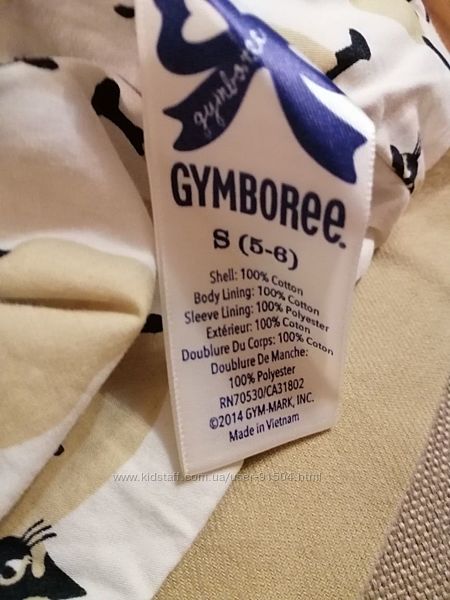 gymboree
GYMBOREE
S (5-6)
Shell: 100% Cotton
Body Lining: 100% Cotton
Sleeve Lining: 100% Polyester
Extérieur: 100% Coton
Doublure Du Corps: 100% Coton
Doublure De Manche:
100% Polyester
RN70530/CA31802
©2014 GYM-MARK, INC.
Made in Vietnam
www.kidstaff.com.ua/user-91504.html